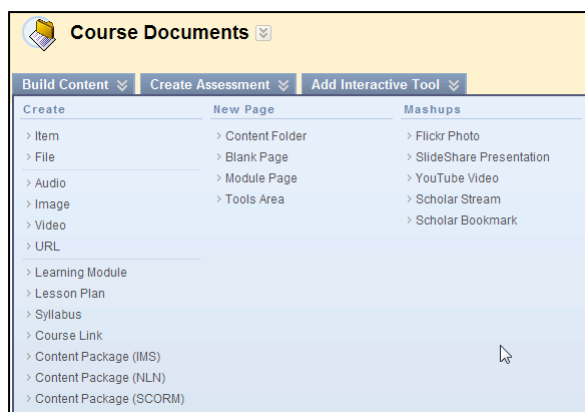 Course Documents
Build Content Create Assessment Add Interactive Tool
Create
Item
File
Audio
Image
Video
URL
Learning Module
Lesson Plan
Syllabus
Course Link
Content Package (IMS)
Content Package (NLN)
Content Package (SCORM)
New Page
Content Folder
Blank Page
Module Page
Tools Area
Mashups
Flickr Photo
SlideShare Presentation
YouTube Video
Scholar Stream
Scholar Bookmark